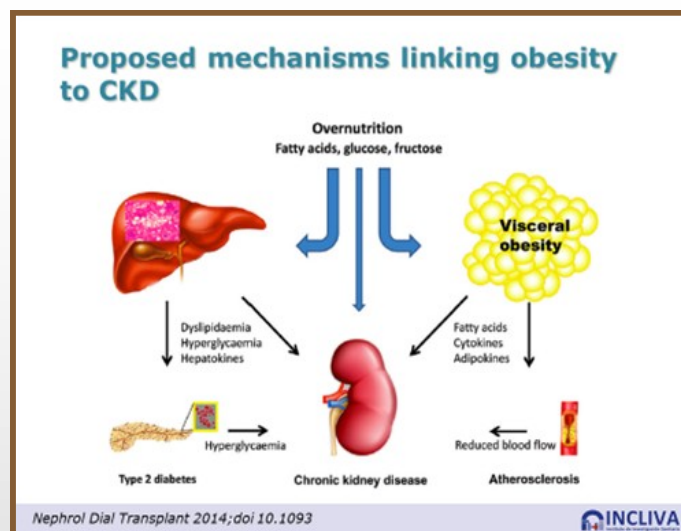 Proposed mechanisms linking obesity
to CKD
Overnutrition
Fatty acids, glucose, fructose
Visceral
obesity
Dyslipidaemia
Hyperglycaemia
Hepatokines
Fatty acids
Cytokines
Adipokines
Hyperglycaemia
Reduced blood flow
Type 2 diabetes
Chronic kidney disease
Atherosclerosis
Nephrol Dial Transplant 2014;doi 10.1093
INCLIVA